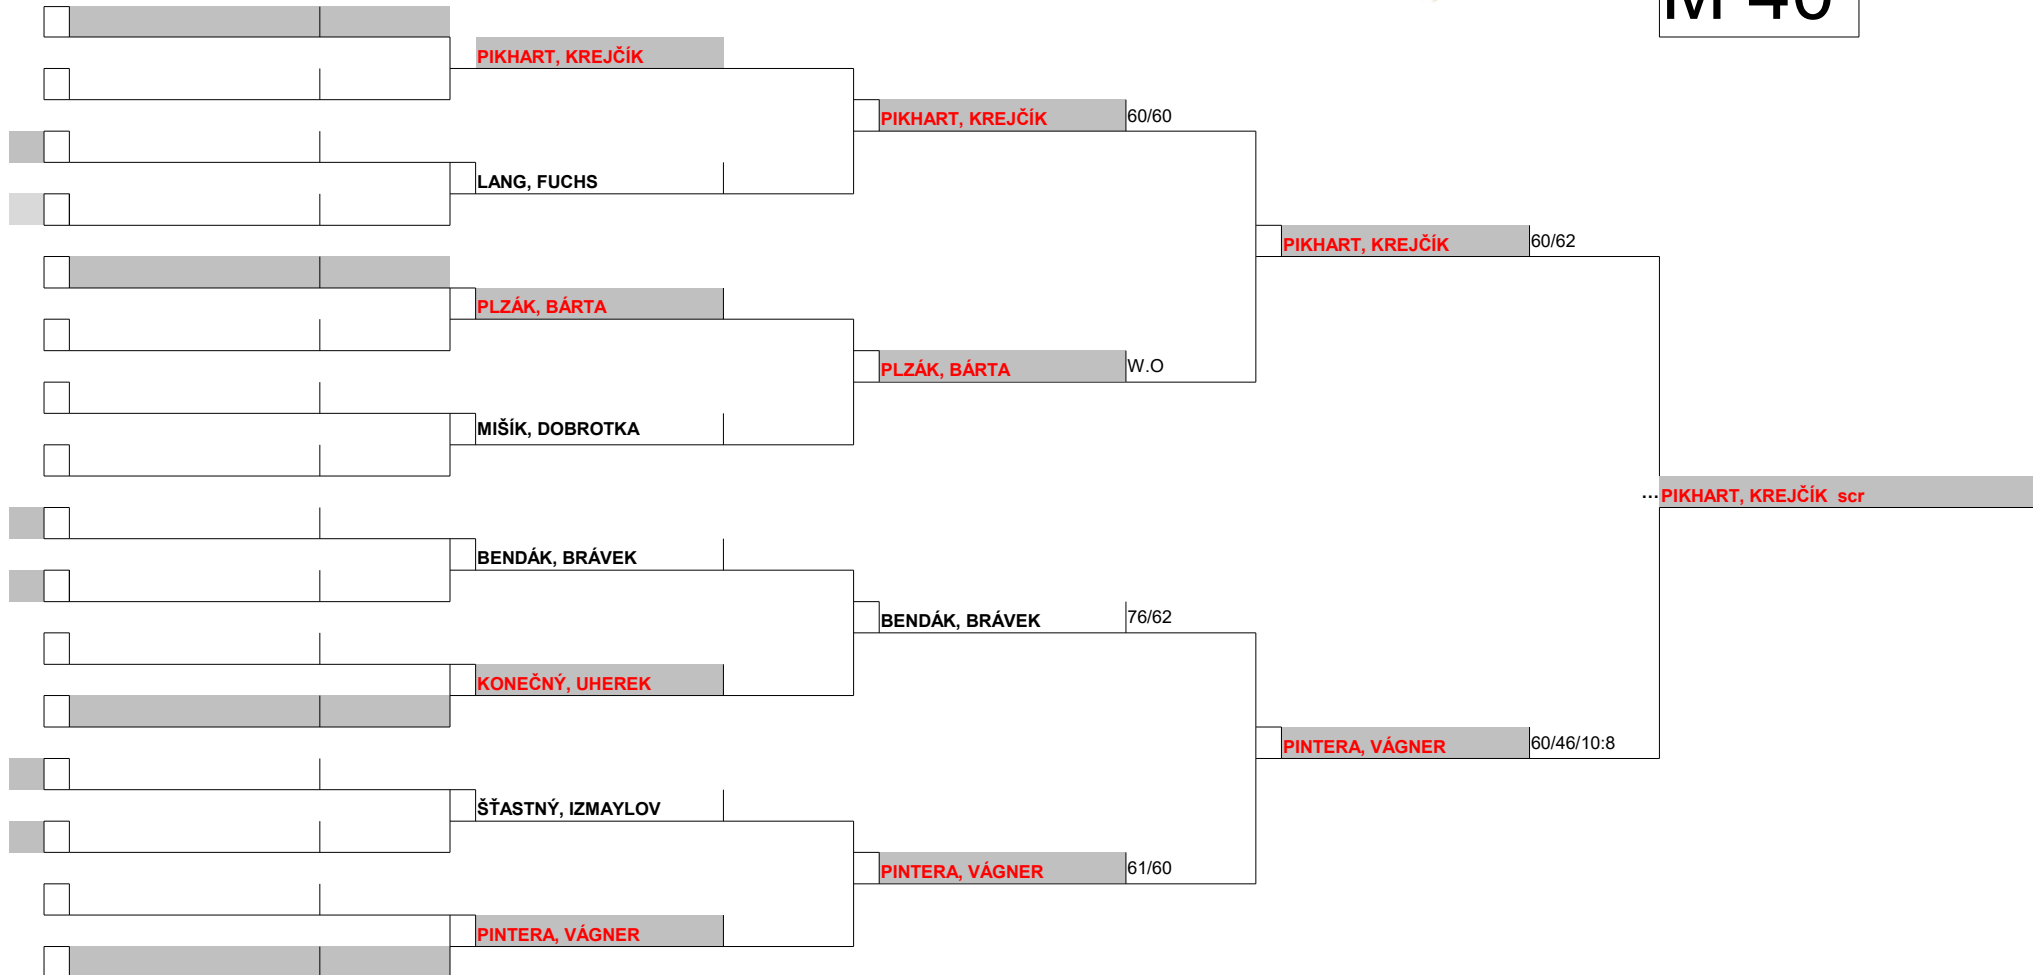 M 40
PIKHART, KREJČÍK
PIKHART, KREJČÍK 60/60
LANG, FUCHS
PIKHART, KREJČÍK 60/62
PLZÁK, BÁRTA
PLZÁK, BÁRTA W.O
MIŠÍK, DOBROTKA
...PIKHART, KREJČÍK scr
BENDÁK, BRÁVEK
BENDÁK, BRÁVEK 76/62
KONEČNÝ, UHEREK
PINTERA, VÁGNER 60/46/10:8
ŠŤASTNÝ, IZMAYLOV
PINTERA, VÁGNER 61/60
PINTERA, VÁGNER